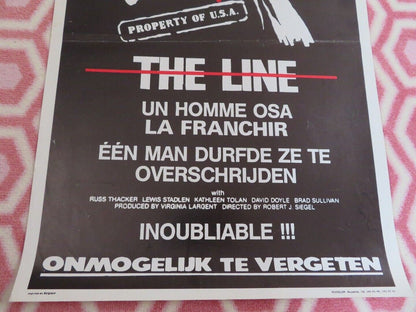 PROPERTY OF U.S.A.
THE LINE
UN HOMME OSA
LA FRANCHIR
ÉÉN MAN DURFDE ZE TE
OVERSCHRIJDEN
with
RUSS THACKER LEWIS STADLEN KATHLEEN TOLAN DAVID DOYLE BRAD SULLIVAN
PRODUCED BY VIRGINIA LARGENT DIRECTED BY ROBERT J. SIEGEL
INOUBLIABLE !!!
ONMOGELIJK TE VERGETEN